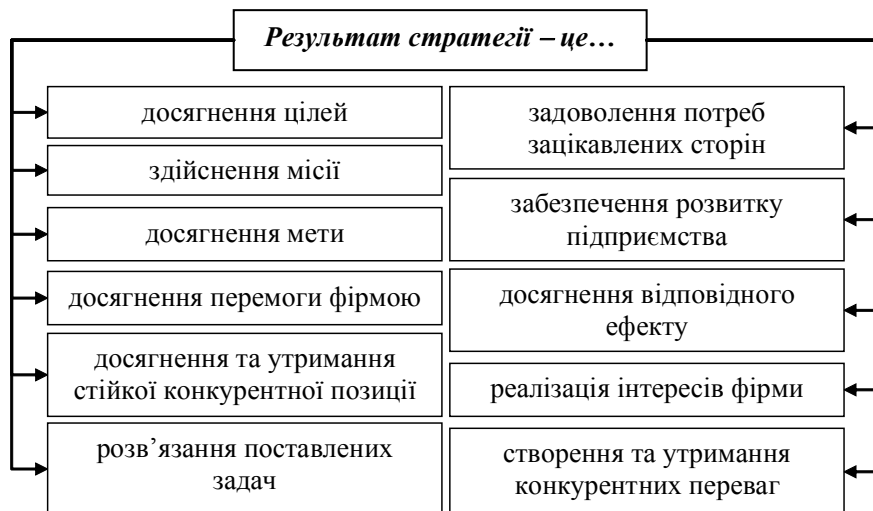 Результат стратегії – це…
досягнення цілей
здійснення місії
досягнення мети
досягнення перемоги фірмою
досягнення та утримання
стійкої конкурентної позиції
розв’язання поставлених
задач
задоволення потреб
зацікавлених сторін
забезпечення розвитку
підприємства
досягнення відповідного
ефекту
реалізація інтересів фірми
створення та утримання
конкурентних переваг